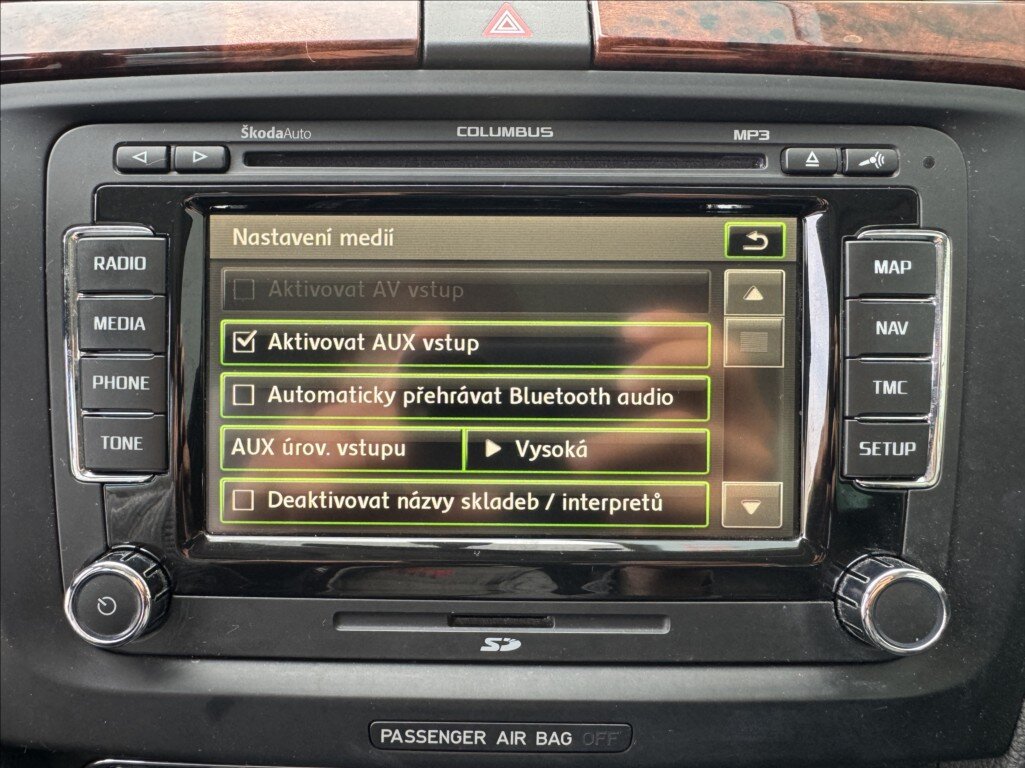 ŠkodaAuto
COLUMBUS
MP3
RADIO
MEDIA
PHONE
TONE
Nastavení medií
Aktivovat AV vstup
Aktivovat AUX vstup
Automaticky přehrávat Bluetooth audio
AUX úrov. vstupu
Vysoká
Deaktivovat názvy skladeb / interpretů
MAP
NAV
TMC
SETUP
SD
PASSENGER AIR BAG OFF